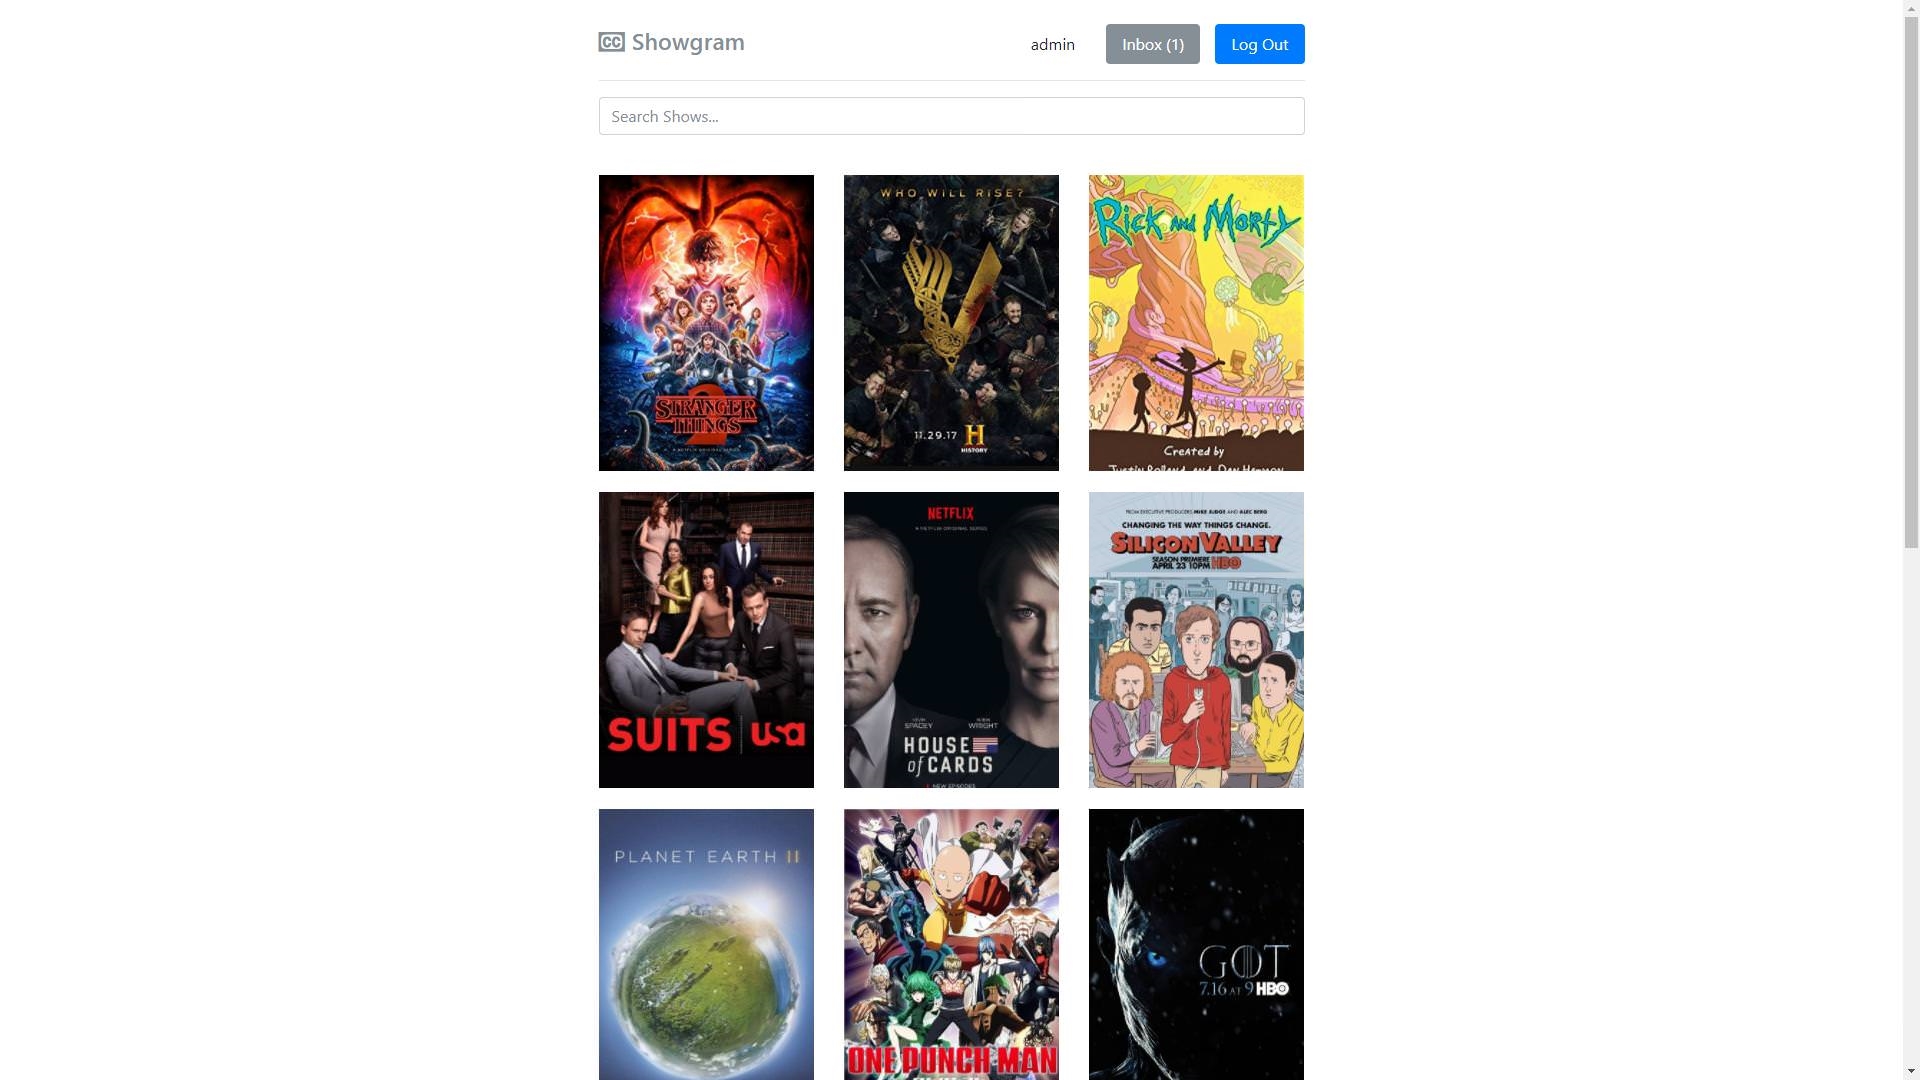 CC Showgram
admin
Inbox (1)
Log Out
Search Shows...
STRANGER
THINGS
2
A NETFLIX ORIGINAL SERIES
WHO WILL RISE?
11.29.17 H
HISTORY
Rick and Morty
Created by
Justin Roiland and Dan Harmon
SUITS usa
NETFLIX
A NETFLIX ORIGINAL SERIES
KEVIN
SPACEY
ROBIN
WRIGHT
HOUSE
of CARDS
NEW EPISODES
FROM EXECUTIVE PRODUCERS MIKE JUDGE AND ALEC BERG
CHANGING THE WAY THINGS CHANGE.
SILICON VALLEY
SEASON PREMIERE
APRIL 23 10PM HBO
PIED PIPER
PLANET EARTH II
ONE PUNCH MAN
GOT
7.16 AT 9 HBO